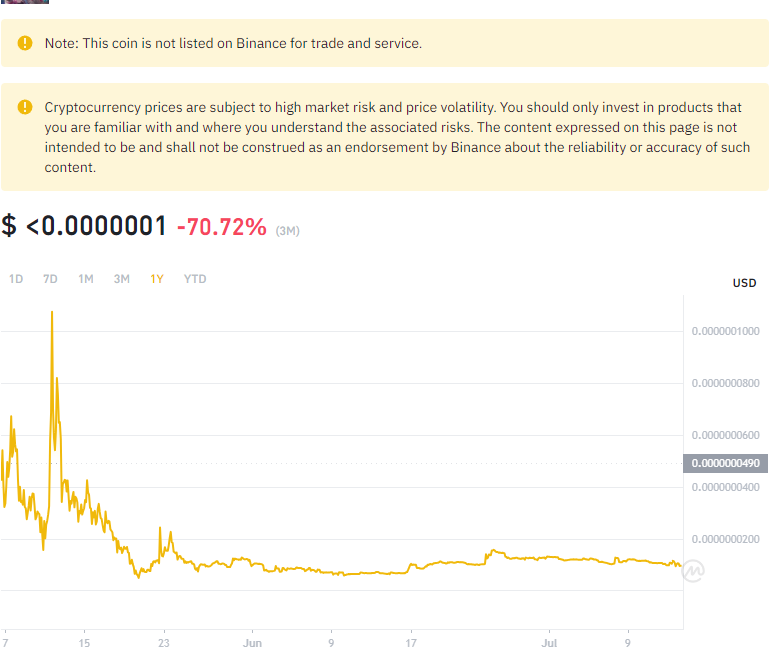 Note: This coin is not listed on Binance for trade and service.
Cryptocurrency prices are subject to high market risk and price volatility. You should only invest in products that
you are familiar with and where you understand the associated risks. The content expressed on this page is not
intended to be and shall not be construed as an endorsement by Binance about the reliability or accuracy of such
content.
$ <0.0000001 -70.72% (3M)
1D 7D 1M 3M 1Y YTD
USD
0.0000001000
0.0000000800
0.0000000600
0.0000000490
0.0000000400
0.0000000200
7 15 23 Jun 9 17 Jul 9